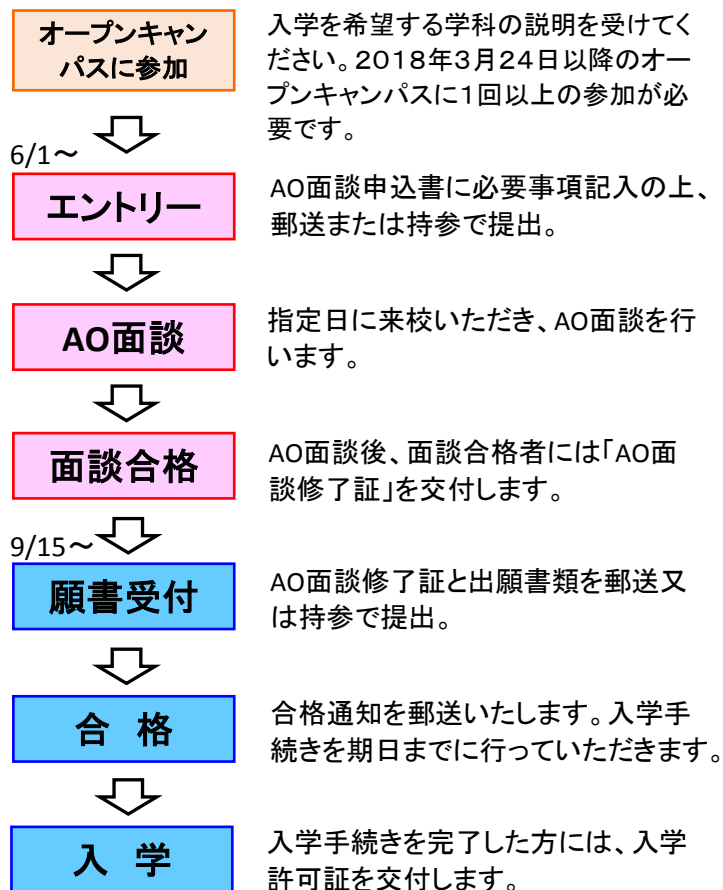 オープンキャン
パスに参加
入学を希望する学科の説明を受けてく
ださい。2018年3月24日以降のオー
プンキャンパスに1回以上の参加が必
要です。
6/1～
エントリー
AO面談申込書に必要事項記入の上、
郵送または持参で提出。
AO面談
指定日に来校いただき、AO面談を行
います。
面談合格
AO面談後、面談合格者には「AO面
談修了証」を交付します。
9/15～
願書受付
AO面談修了証と出願書類を郵送又
は持参で提出。
合 格
合格通知を郵送いたします。入学手
続きを期日までに行っていただきます。
入 学
入学手続きを完了した方には、入学
許可証を交付します。